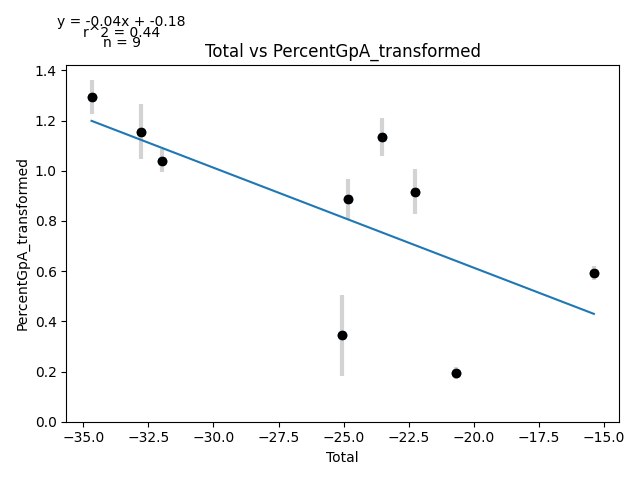 y = -0.04x + -0.18
r^2 = 0.44
n = 9
Total vs PercentGpA_transformed
PercentGpA_transformed
1.4
1.2
1.0
0.8
0.6
0.4
0.2
0.0
−35.0 −32.5 −30.0 −27.5 −25.0 −22.5 −20.0 −17.5 −15.0
Total